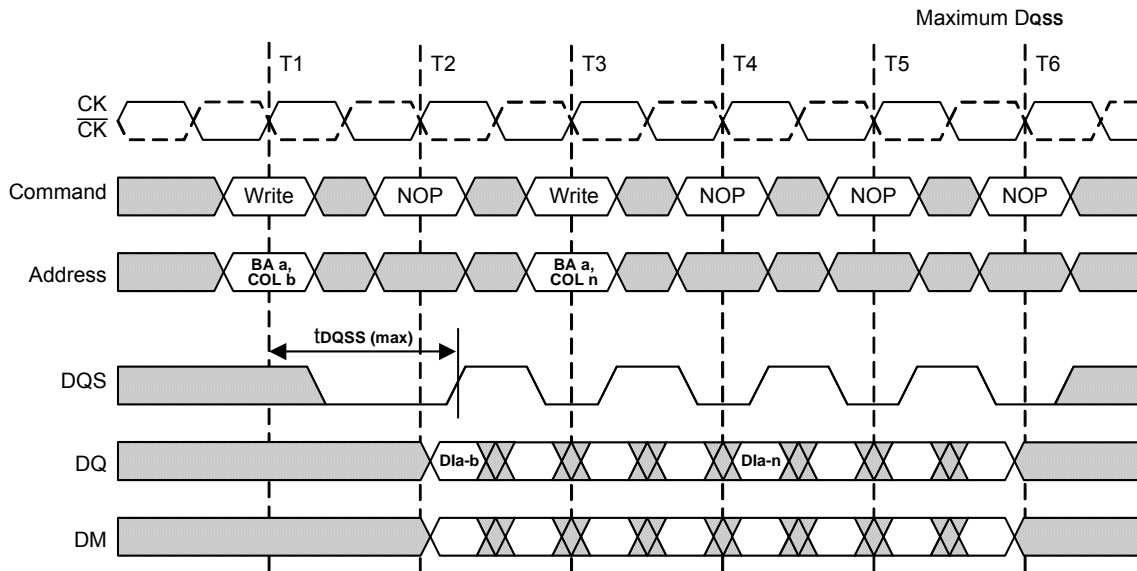 Maximum DQSS
T1 T2 T3 T4 T5 T6
CK
CK
Command Write NOP Write NOP NOP NOP
Address BA a, COL b BA a, COL n
tDQSS (max)
DQS
DQ DIa-b DIa-n
DM